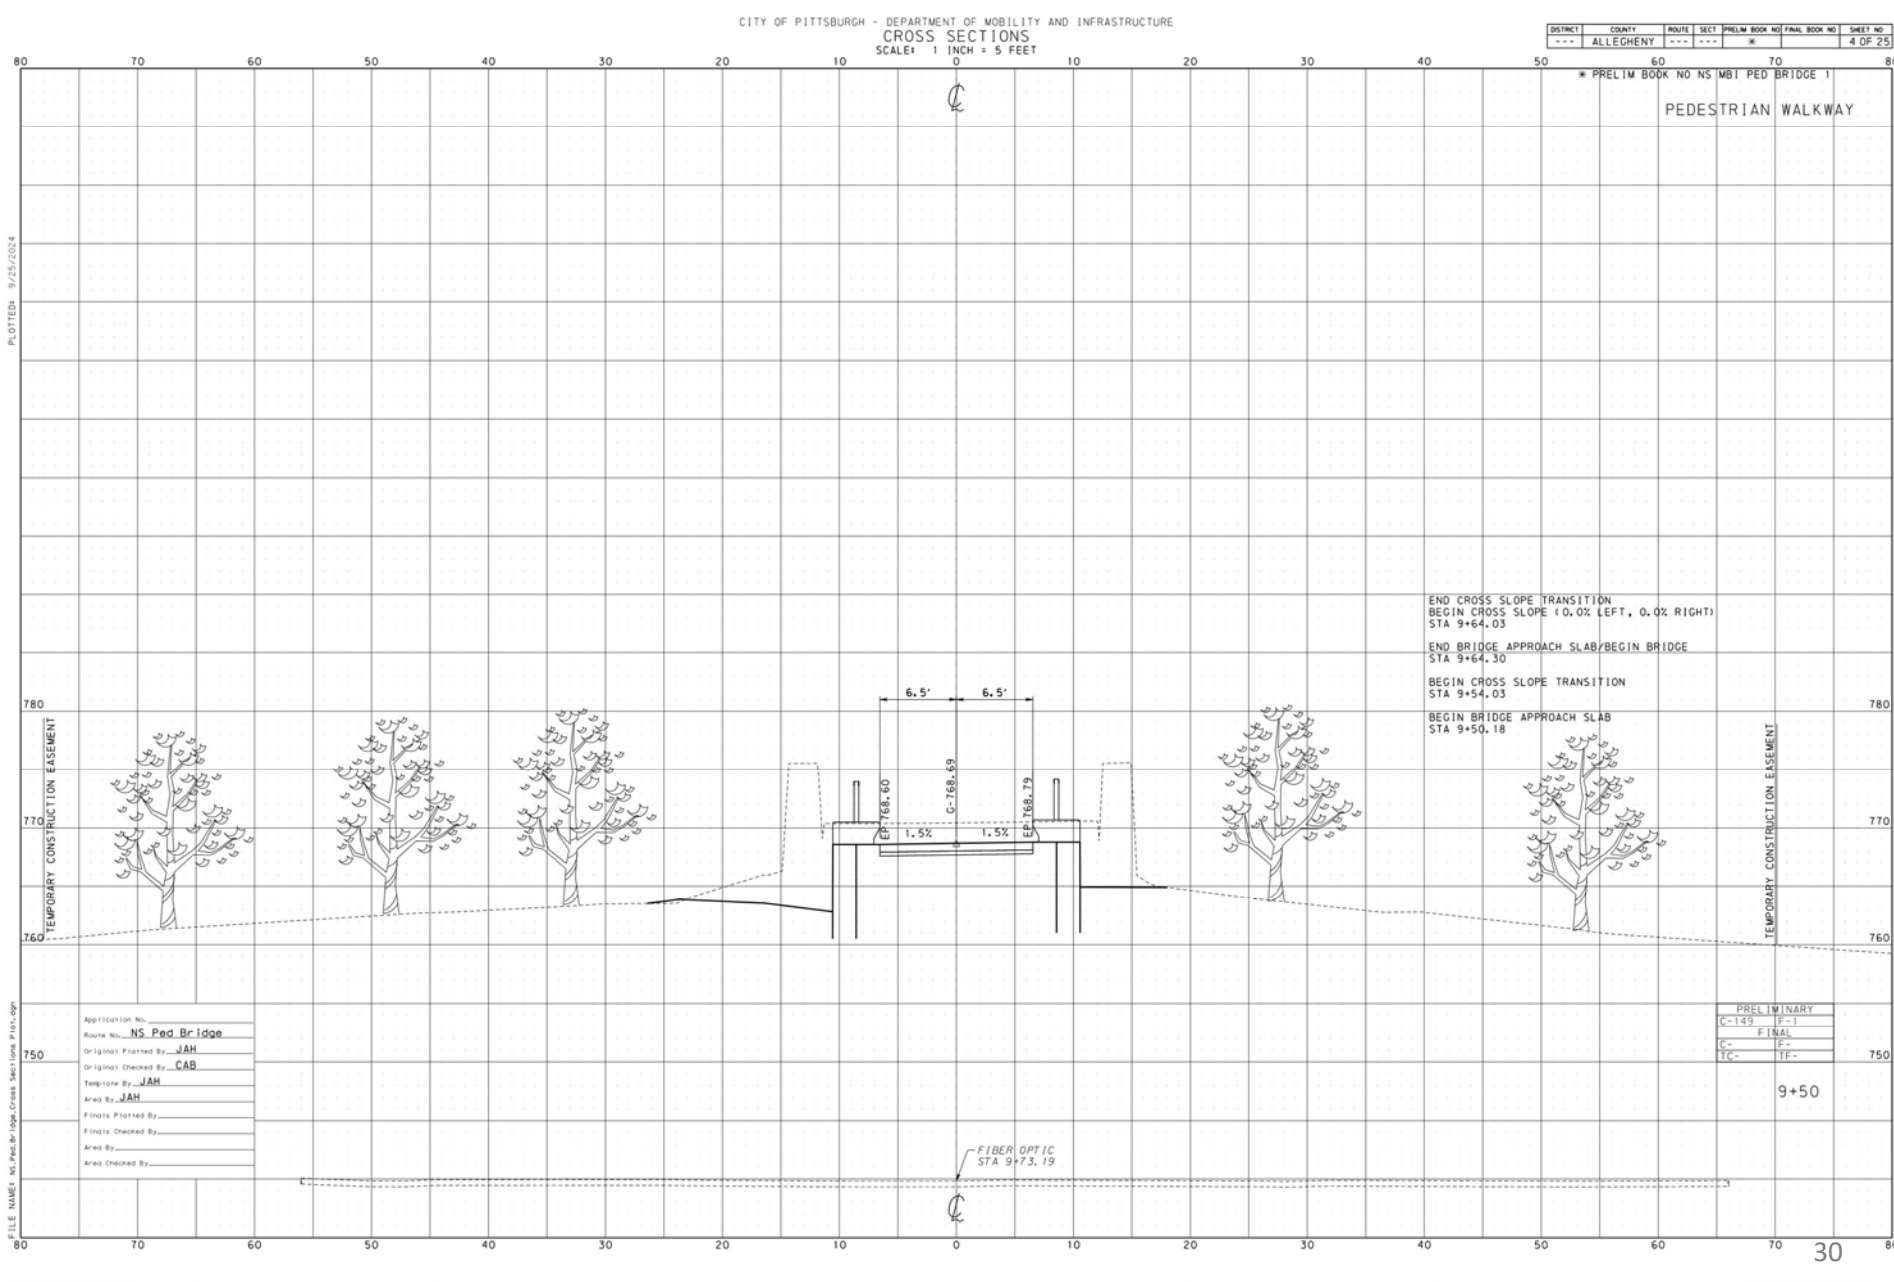 CITY OF PITTSBURGH - DEPARTMENT OF MOBILITY AND INFRASTRUCTURE
CROSS SECTIONS
SCALE: 1 INCH = 5 FEET
DISTRICT COUNTY ROUTE SECT PRELIM BOOK NO FINAL BOOK NO SHEET NO
--- ALLEGHENY --- --- * 4 OF 25
80 70 60 50 40 30 20 10 0 10 20 30 40 50 60 70 80
* PRELIM BOOK NO NS MBI PED BRIDGE 1
℄
PEDESTRIAN WALKWAY
PLOTTED: 9/25/2024
END CROSS SLOPE TRANSITION
BEGIN CROSS SLOPE (0.0% LEFT, 0.0% RIGHT)
STA 9+64.03
END BRIDGE APPROACH SLAB/BEGIN BRIDGE
STA 9+64.30
BEGIN CROSS SLOPE TRANSITION
STA 9+54.03
BEGIN BRIDGE APPROACH SLAB
STA 9+50.18
6.5' 6.5'
780 780
TEMPORARY CONSTRUCTION EASEMENT
EP-768.60
G-768.69
EP-768.79
TEMPORARY CONSTRUCTION EASEMENT
770 770
1.5% 1.5%
760 760
FILE NAME: NS_Ped_Bridge_Cross Sections Plot.dgn
Application No.
Route No. NS Ped Bridge
Original Plotted By JAH
Original Checked By CAB
Template By JAH
Area By JAH
Finals Plotted By
Finals Checked By
Area By
Area Checked By
750 750
PRELIMINARY
C-149 F-1
FINAL
C- F-
TC- TF-
9+50
FIBER OPTIC
STA 9+73.19
℄
80 70 60 50 40 30 20 10 0 10 20 30 40 50 60 70 80
30